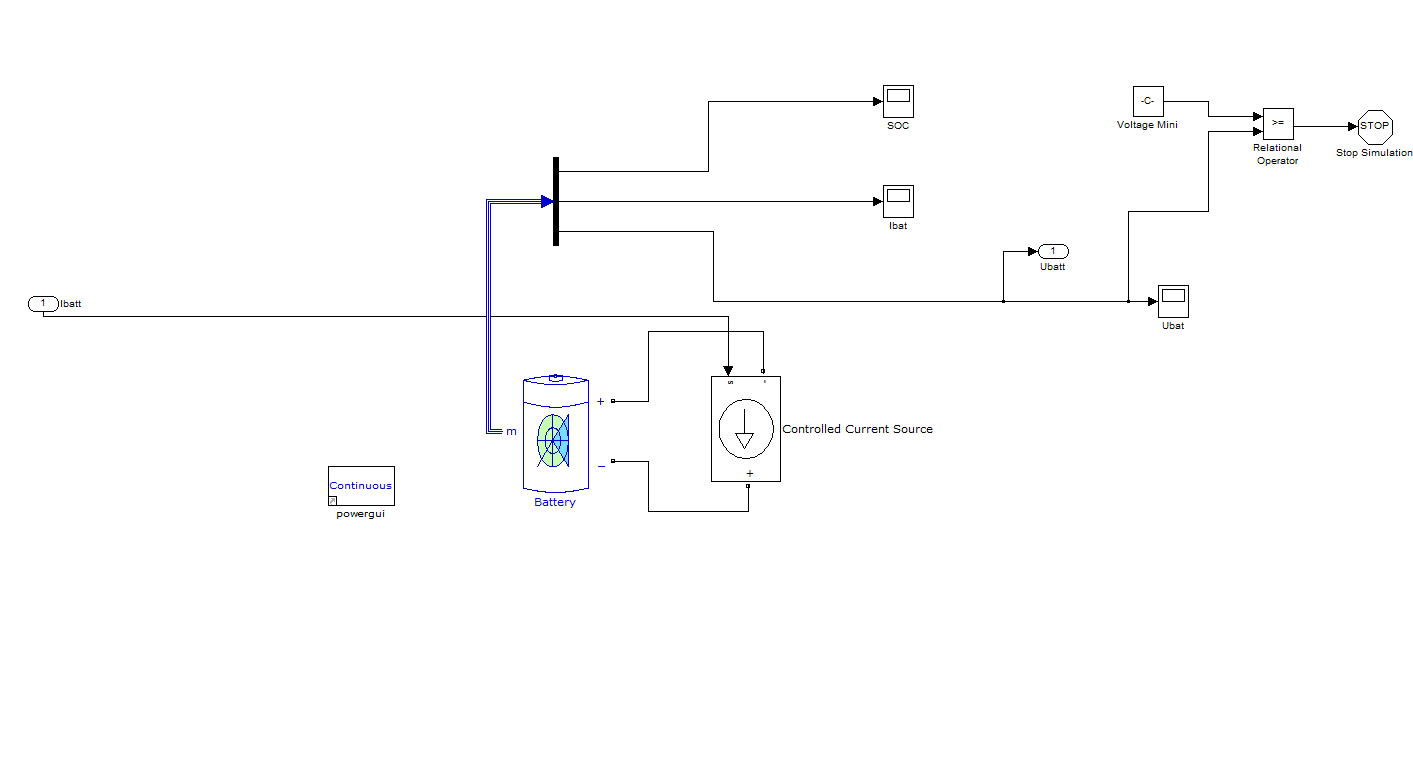 SOC
-C-
Voltage Mini
>=
Relational
Operator
STOP
Stop Simulation
Ibat
1
Ubatt
Ubat
1
Ibatt
s
-
+
m
–
Battery
Controlled Current Source
+
Continuous
powergui